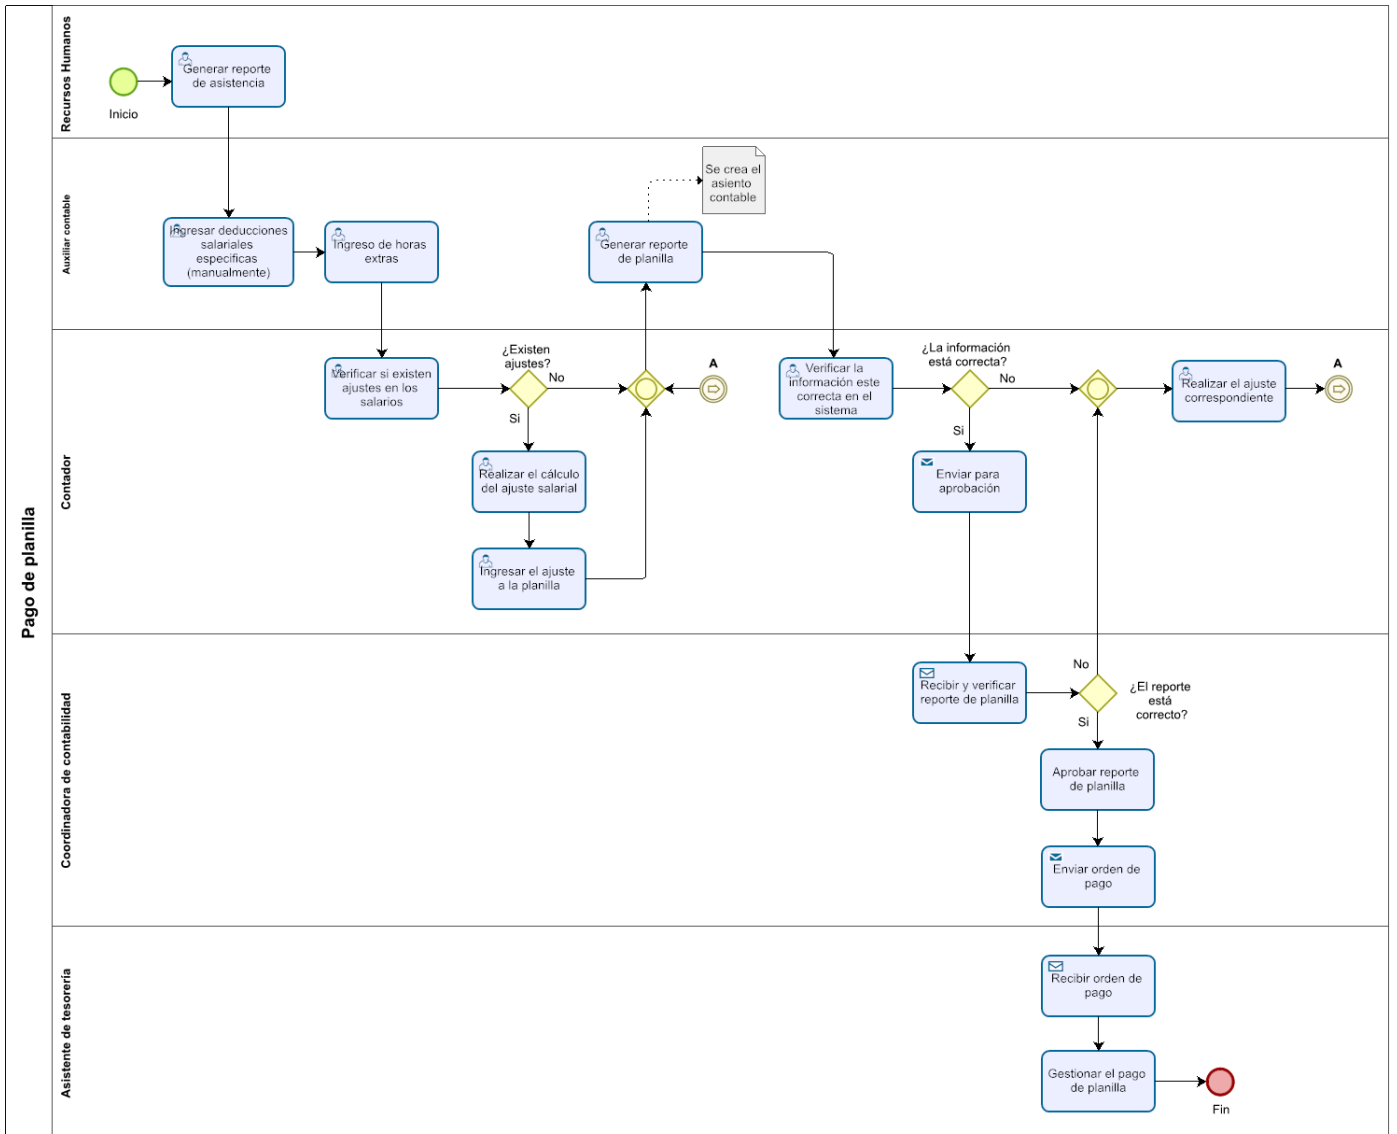 Pago de planilla
Recursos Humanos
Inicio
Generar reporte
de asistencia
Auxiliar contable
Ingresar deducciones
salariales
especificas
(manualmente)
Ingreso de horas
extras
Generar reporte
de planilla
Se crea el
asiento
contable
Contador
Verificar si existen
ajustes en los
salarios
¿Existen
ajustes?
No
Si
Realizar el cálculo
del ajuste salarial
Ingresar el ajuste
a la planilla
A
Verificar la
información este
correcta en el
sistema
¿La información
está correcta?
No
Si
Enviar para
aprobación
Realizar el ajuste
correspondiente
A
Coordinadora de contabilidad
Recibir y verificar
reporte de planilla
No
¿El reporte
está
correcto?
Si
Aprobar reporte
de planilla
Enviar orden de
pago
Asistente de tesorería
Recibir orden de
pago
Gestionar el pago
de planilla
Fin